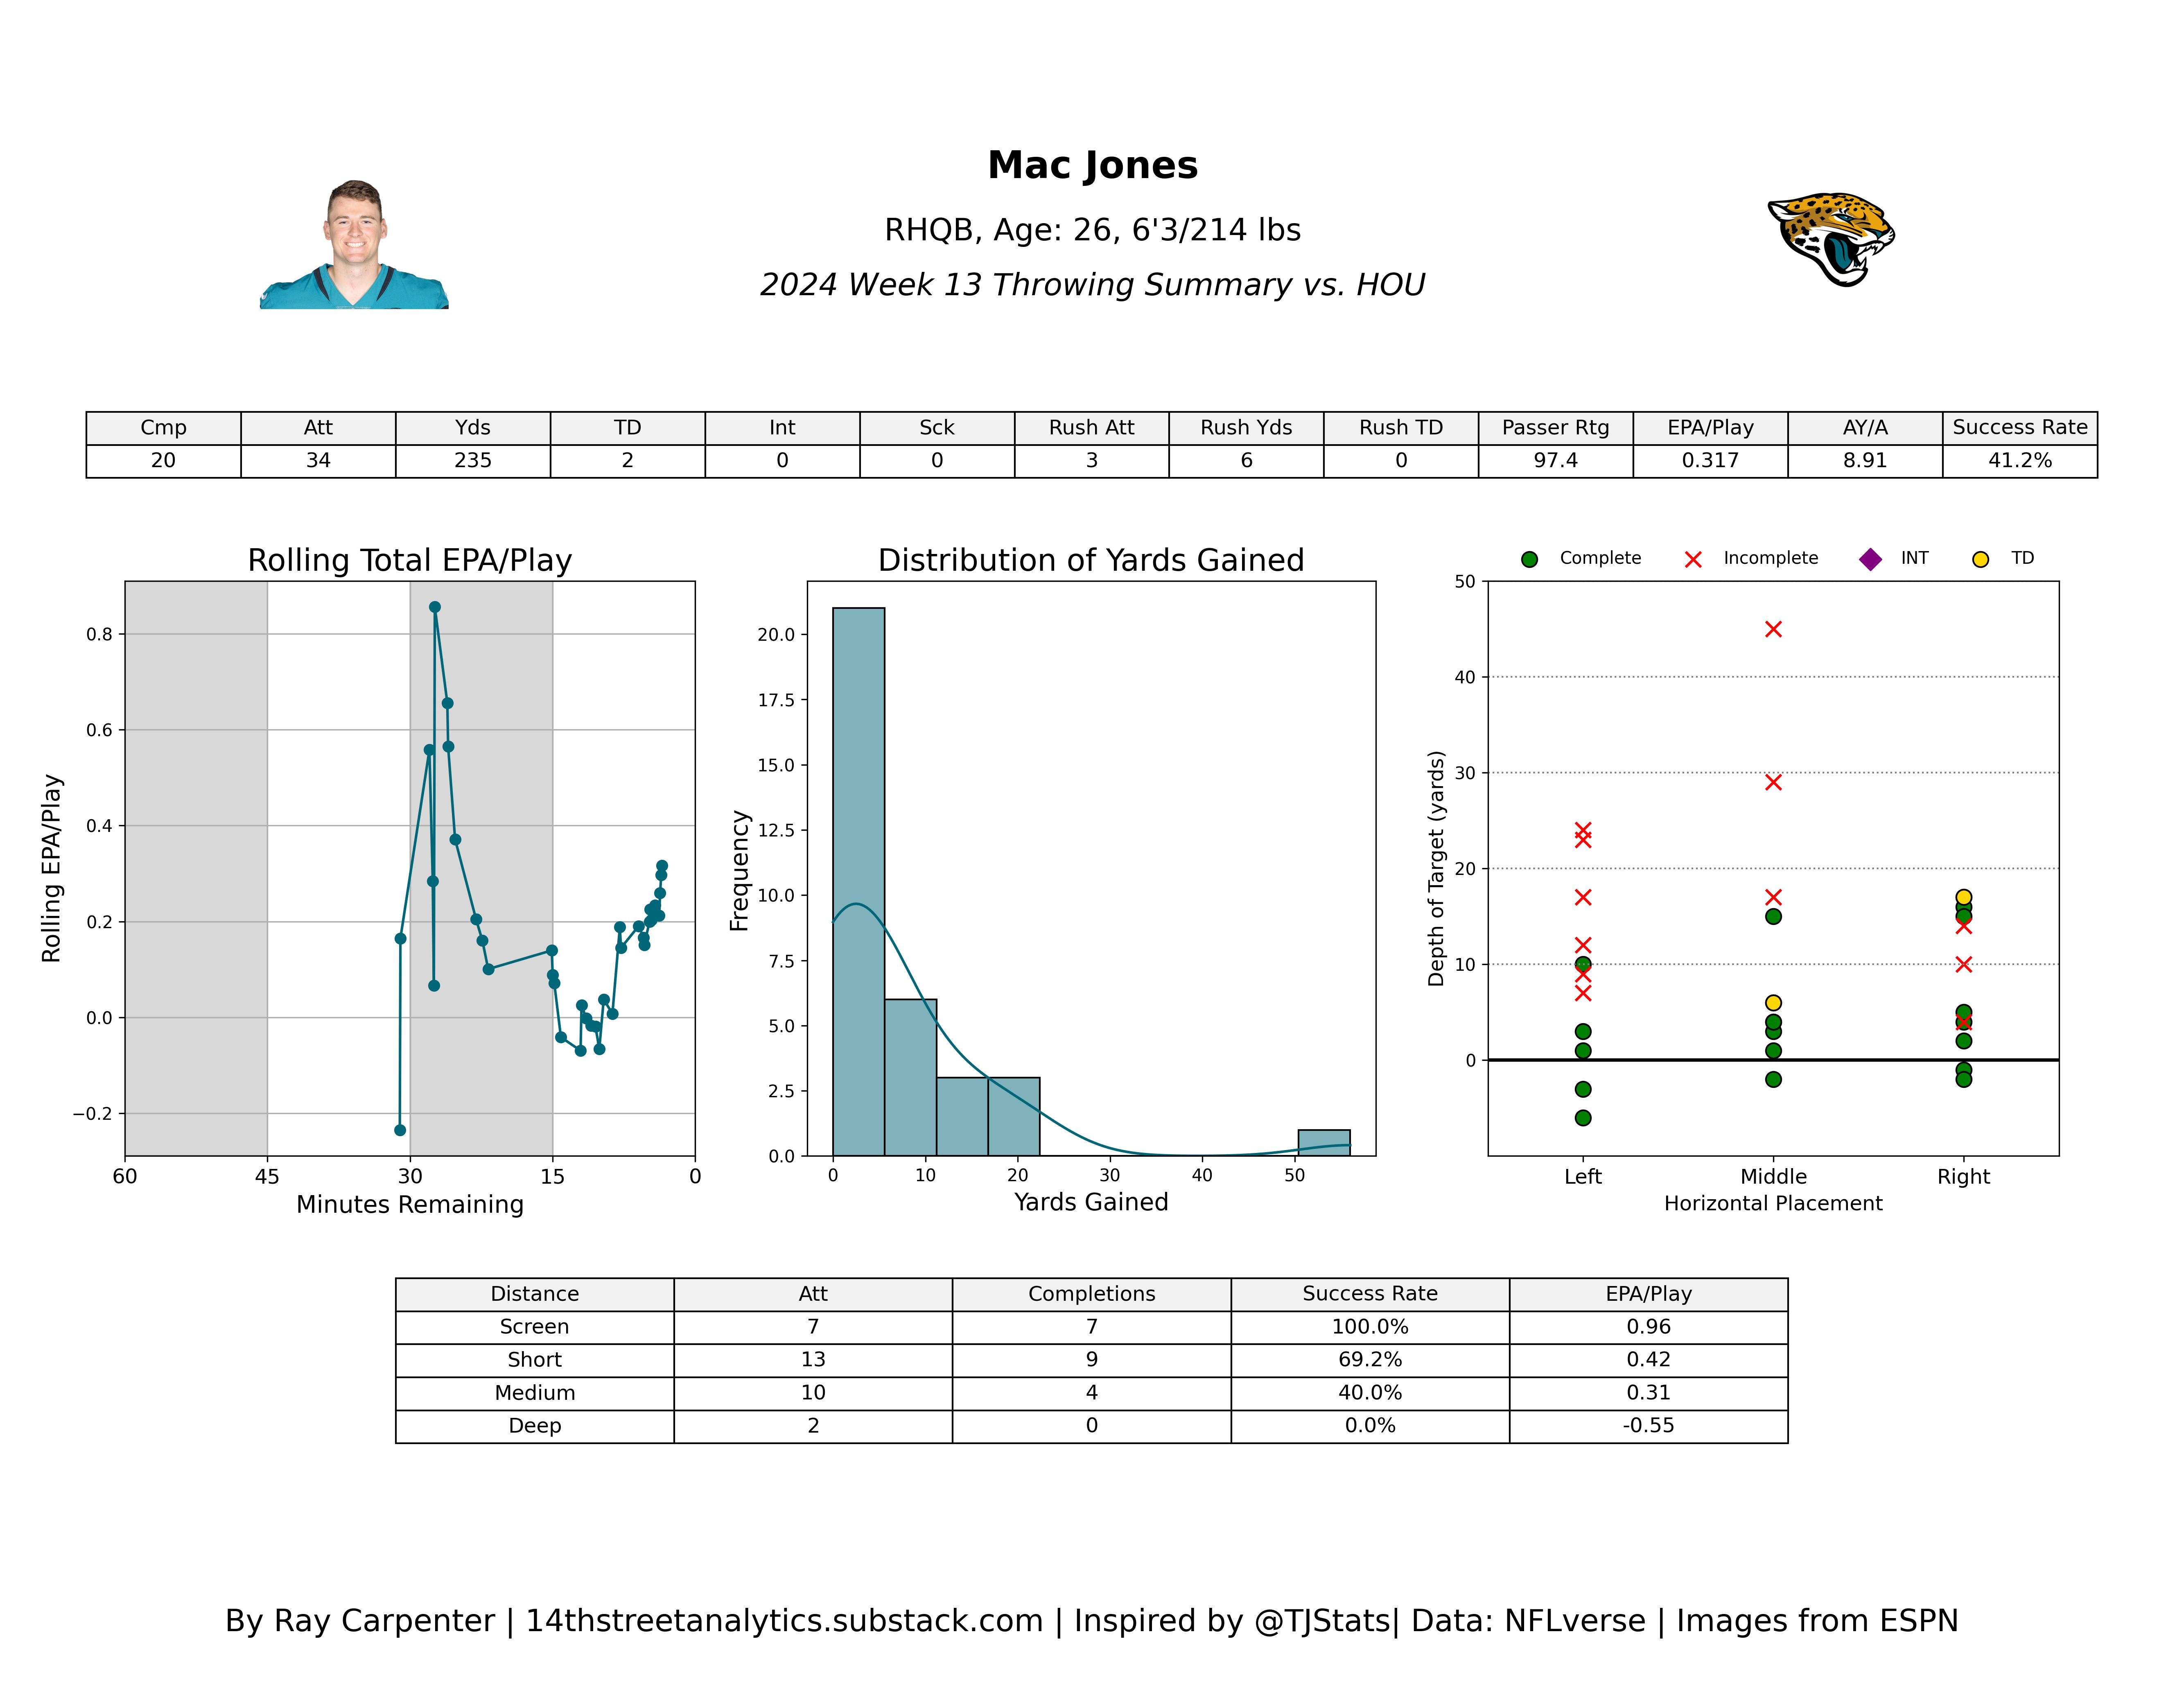 Mac Jones
RHQB, Age: 26, 6'3/214 lbs
2024 Week 13 Throwing Summary vs. HOU
Cmp Att Yds TD Int Sck Rush Att Rush Yds Rush TD Passer Rtg EPA/Play AY/A Success Rate
20 34 235 2 0 0 3 6 0 97.4 0.317 8.91 41.2%
Rolling Total EPA/Play
0.8
0.6
0.4
0.2
0.0
−0.2
Rolling EPA/Play
60 45 30 15 0
Minutes Remaining
Distribution of Yards Gained
20.0
17.5
15.0
12.5
10.0
7.5
5.0
2.5
0.0
Frequency
0 10 20 30 40 50
Yards Gained
Complete Incomplete INT TD
50
40
30
20
10
0
Depth of Target (yards)
Left Middle Right
Horizontal Placement
Distance Att Completions Success Rate EPA/Play
Screen 7 7 100.0% 0.96
Short 13 9 69.2% 0.42
Medium 10 4 40.0% 0.31
Deep 2 0 0.0% -0.55
By Ray Carpenter | 14thstreetanalytics.substack.com | Inspired by @TJStats| Data: NFLverse | Images from ESPN